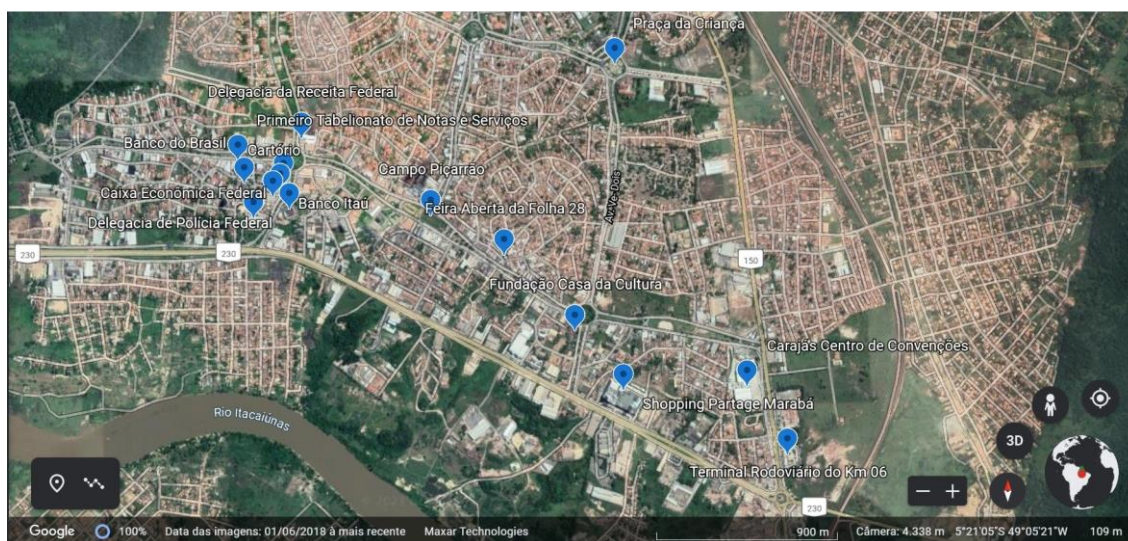 Praça da Criança
Delegacia da Receita Federal
Primeiro Tabelionato de Notas e Serviços
Banco do Brasil
Cartório
Campo Piçarrão
Caixa Econômica Federal
Banco Itaú
Feira Aberta da Folha 28
Delegacia de Polícia Federal
Av. Vp-Dois
230
230
150
Fundação Casa da Cultura
Carajás Centro de Convenções
Shopping Partage Marabá
Rio Itacaiúnas
Terminal Rodoviário do Km 06
3D
230
Google
100%
Data das imagens: 01/06/2018 à mais recente
Maxar Technologies
900 m
Câmera: 4.338 m
5°21'05"S 49°05'21"W
109 m